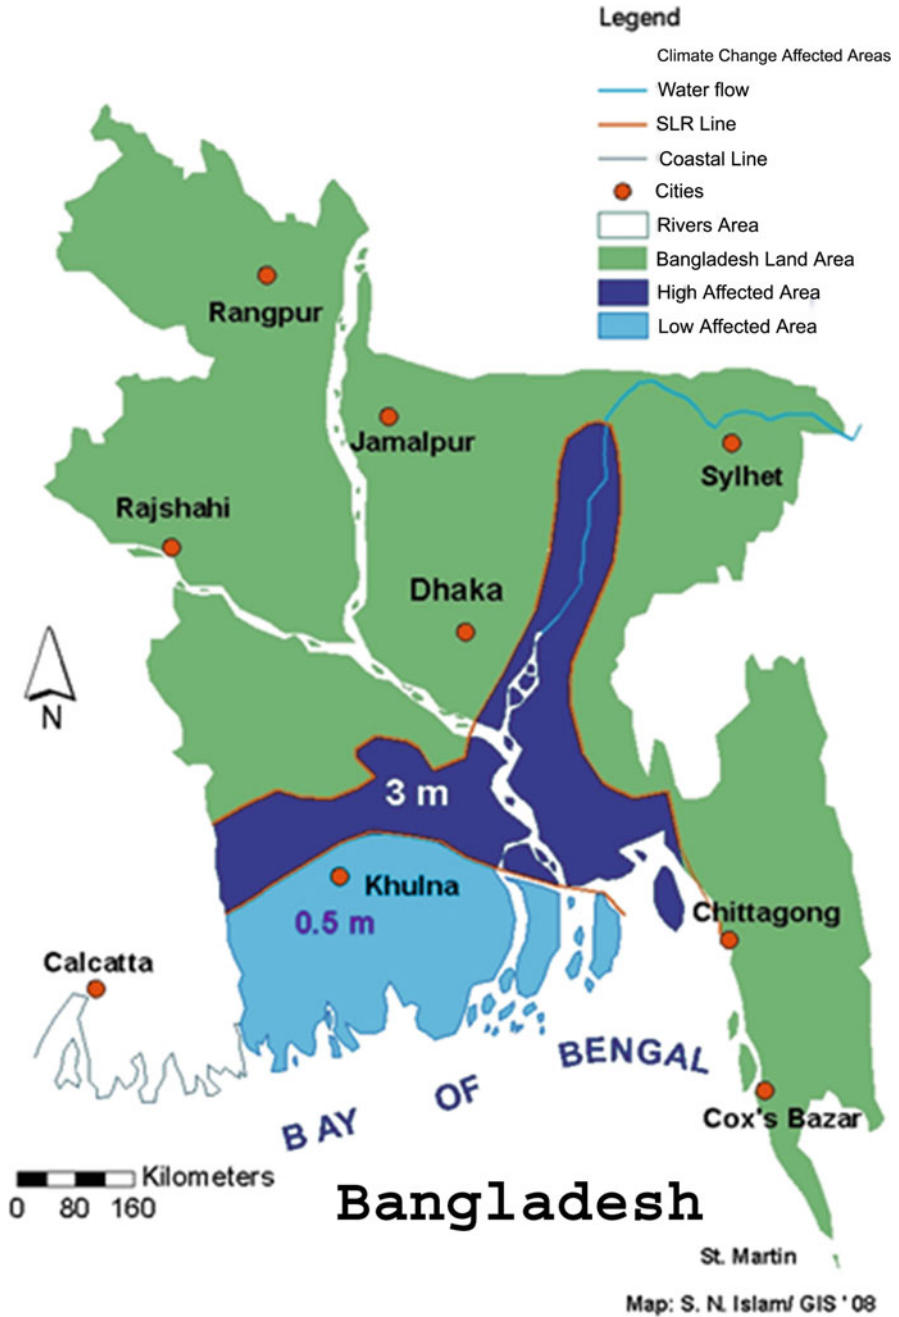 Legend
Climate Change Affected Areas
Water flow
SLR Line
Coastal Line
Cities
Rivers Area
Bangladesh Land Area
High Affected Area
Low Affected Area
Rangpur
Jamalpur
Sylhet
Rajshahi
Dhaka
N
3 m
Khulna
0.5 m
Chittagong
Calcatta
BAY OF BENGAL
Cox's Bazar
Kilometers
0 80 160
Bangladesh
St. Martin
Map: S. N. Islam/ GIS '08